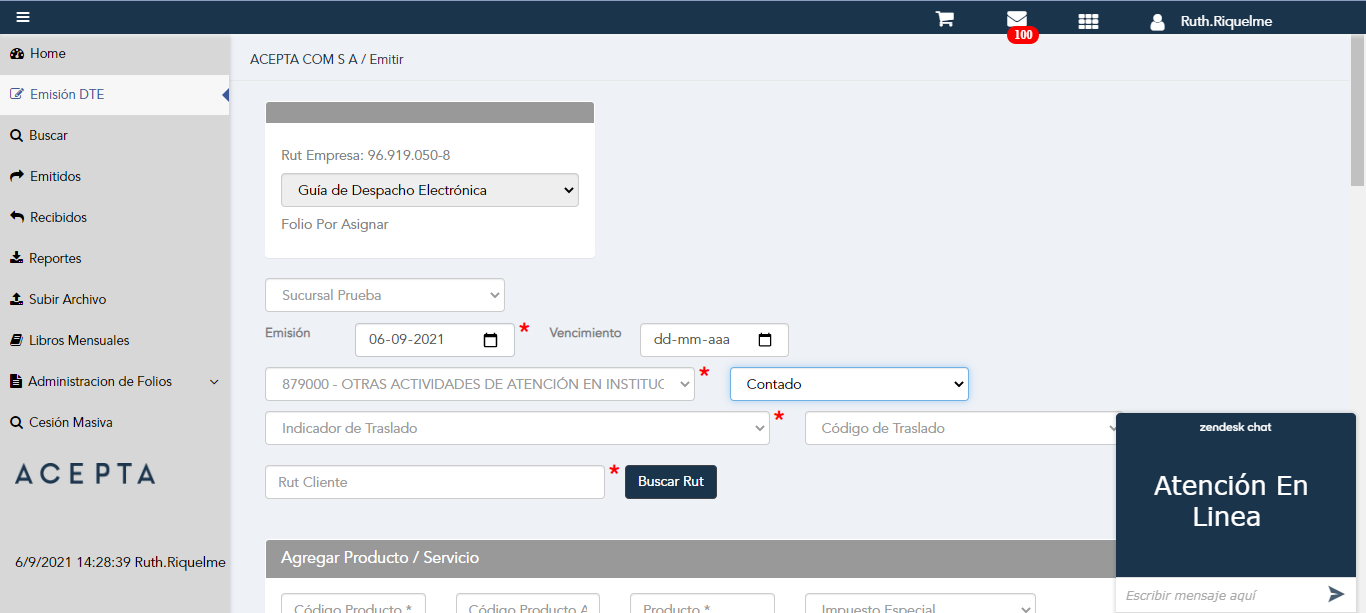 100
Ruth.Riquelme
Home
Emisión DTE
Buscar
Emitidos
Recibidos
Reportes
Subir Archivo
Libros Mensuales
Administracion de Folios
Cesión Masiva
ACEPTA
6/9/2021 14:28:39 Ruth.Riquelme
ACEPTA COM S A / Emitir
Rut Empresa: 96.919.050-8
Guía de Despacho Electrónica
Folio Por Asignar
Sucursal Prueba
Emisión 06-09-2021 * Vencimiento dd-mm-aaa
879000 - OTRAS ACTIVIDADES DE ATENCIÓN EN INSTITUC * Contado
Indicador de Traslado * Código de Traslado
Rut Cliente * Buscar Rut
Agregar Producto / Servicio
Código Producto * Código Producto A Producto * Impuesto Especial
zendesk chat
Atención En
Linea
Escribir mensaje aquí